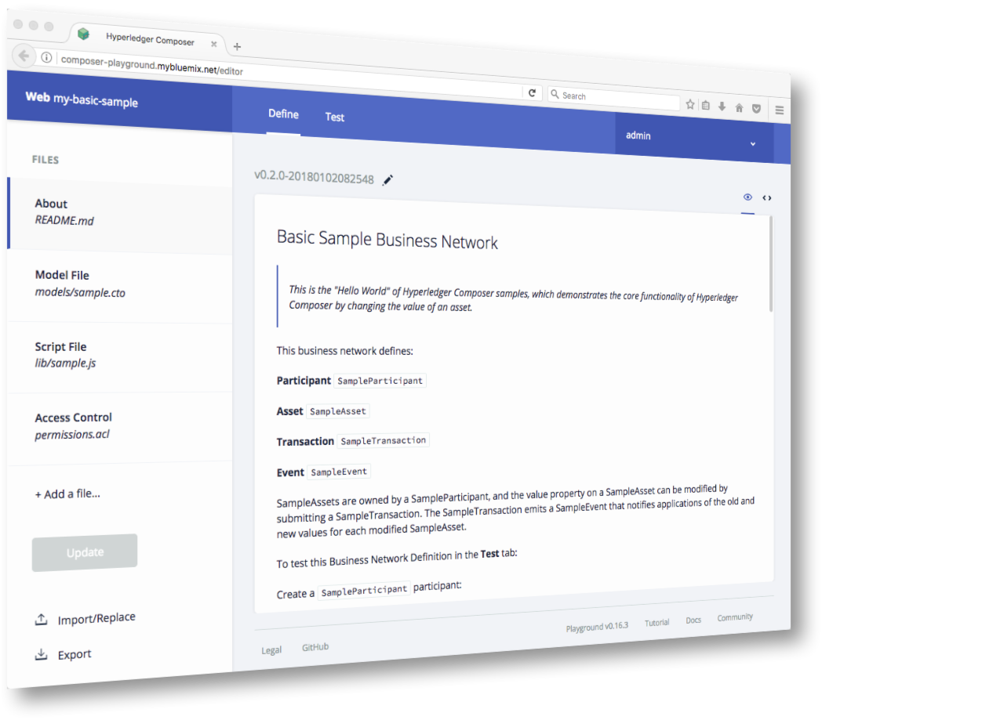 Hyperledger Composer
composer-playground.mybluemix.net/editor
Search
Web my-basic-sample
Define
Test
admin
FILES
About
README.md
Model File
models/sample.cto
Script File
lib/sample.js
Access Control
permissions.acl
+ Add a file...
Update
Import/Replace
Export
v0.2.0-20180102082548
Basic Sample Business Network
This is the "Hello World" of Hyperledger Composer samples, which demonstrates the core functionality of Hyperledger
Composer by changing the value of an asset.
This business network defines:
Participant SampleParticipant
Asset SampleAsset
Transaction SampleTransaction
Event SampleEvent
SampleAssets are owned by a SampleParticipant, and the value property on a SampleAsset can be modified by
submitting a SampleTransaction. The SampleTransaction emits a SampleEvent that notifies applications of the old and
new values for each modified SampleAsset.
To test this Business Network Definition in the Test tab:
Create a SampleParticipant participant:
Legal
GitHub
Playground v0.16.3
Tutorial
Docs
Community